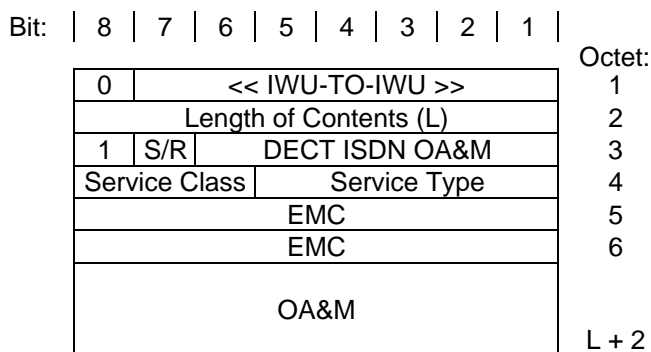 Bit: 8 7 6 5 4 3 2 1
Octet:
0 << IWU-TO-IWU >> 1
Length of Contents (L) 2
1 S/R DECT ISDN OA&M 3
Service Class Service Type 4
EMC 5
EMC 6
OA&M
L + 2